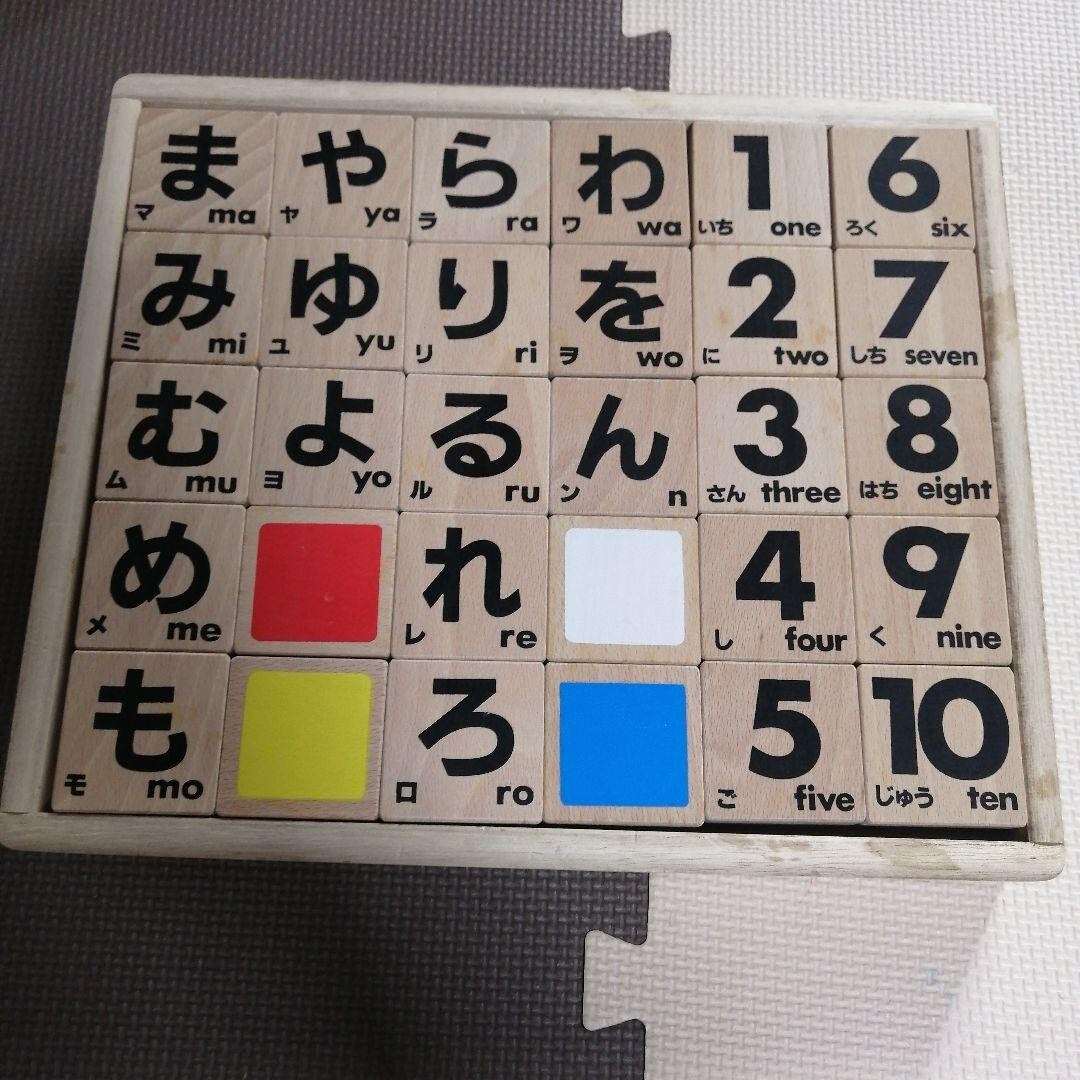 ま
マ ma
や
ヤ ya
ら
ラ ra
わ
ワ wa
1
いち one
6
ろく six
み
ミ mi
ゆ
ユ yu
り
リ ri
を
ヲ wo
2
に two
7
しち seven
む
ム mu
よ
ヨ yo
る
ル ru
ん
ン n
3
さん three
8
はち eight
め
メ me
れ
レ re
4
し four
9
く nine
も
モ mo
ろ
ロ ro
5
ご five
10
じゅう ten